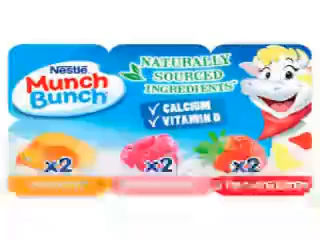 Nestlé
Munch
Bunch
NATURALLY
SOURCED
INGREDIENTS*
CALCIUM
VITAMIN D
x2
x2
x2